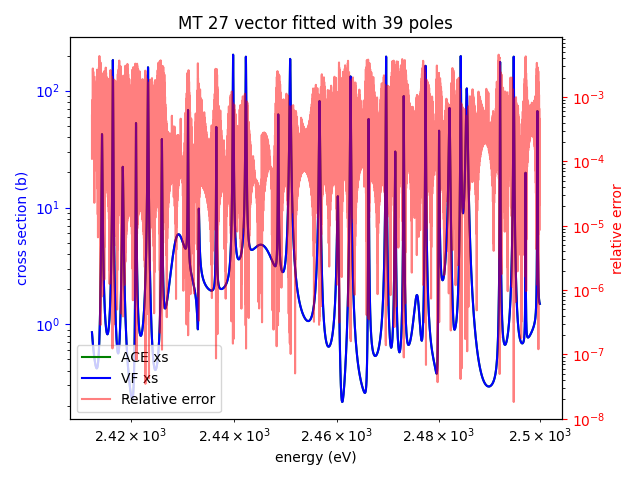 MT 27 vector fitted with 39 poles
cross section (b)
10² 10¹ 10⁰
10⁻³ 10⁻⁴ 10⁻⁵ 10⁻⁶ 10⁻⁷ 10⁻⁸
relative error
ACE xs
VF xs
Relative error
2.42 × 10³ 2.44 × 10³ 2.46 × 10³ 2.48 × 10³ 2.5 × 10³
energy (eV)